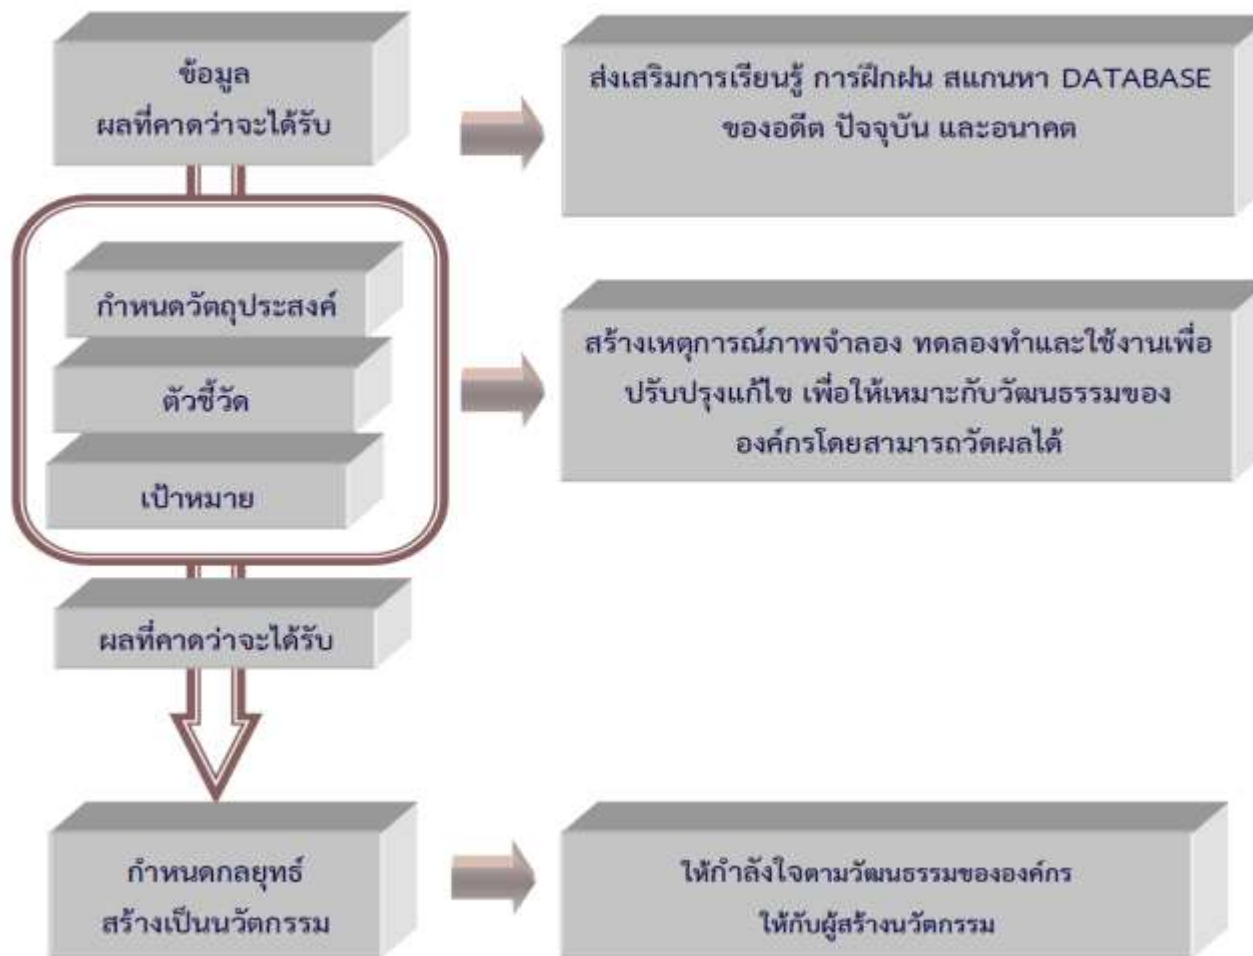 ข้อมูล
ผลที่คาดว่าจะได้รับ
ส่งเสริมการเรียนรู้ การฝึกฝน สแกนหา DATABASE
ของอดีต ปัจจุบัน และอนาคต
กำหนดวัตถุประสงค์
ตัวชี้วัด
เป้าหมาย
สร้างเหตุการณ์ภาพจำลอง ทดลองทำและใช้งานเพื่อ
ปรับปรุงแก้ไข เพื่อให้เหมาะกับวัฒนธรรมของ
องค์กรโดยสามารถวัดผลได้
ผลที่คาดว่าจะได้รับ
กำหนดกลยุทธ์
สร้างเป็นนวัตกรรม
ให้กำลังใจตามวัฒนธรรมขององค์กร
ให้กับผู้สร้างนวัตกรรม